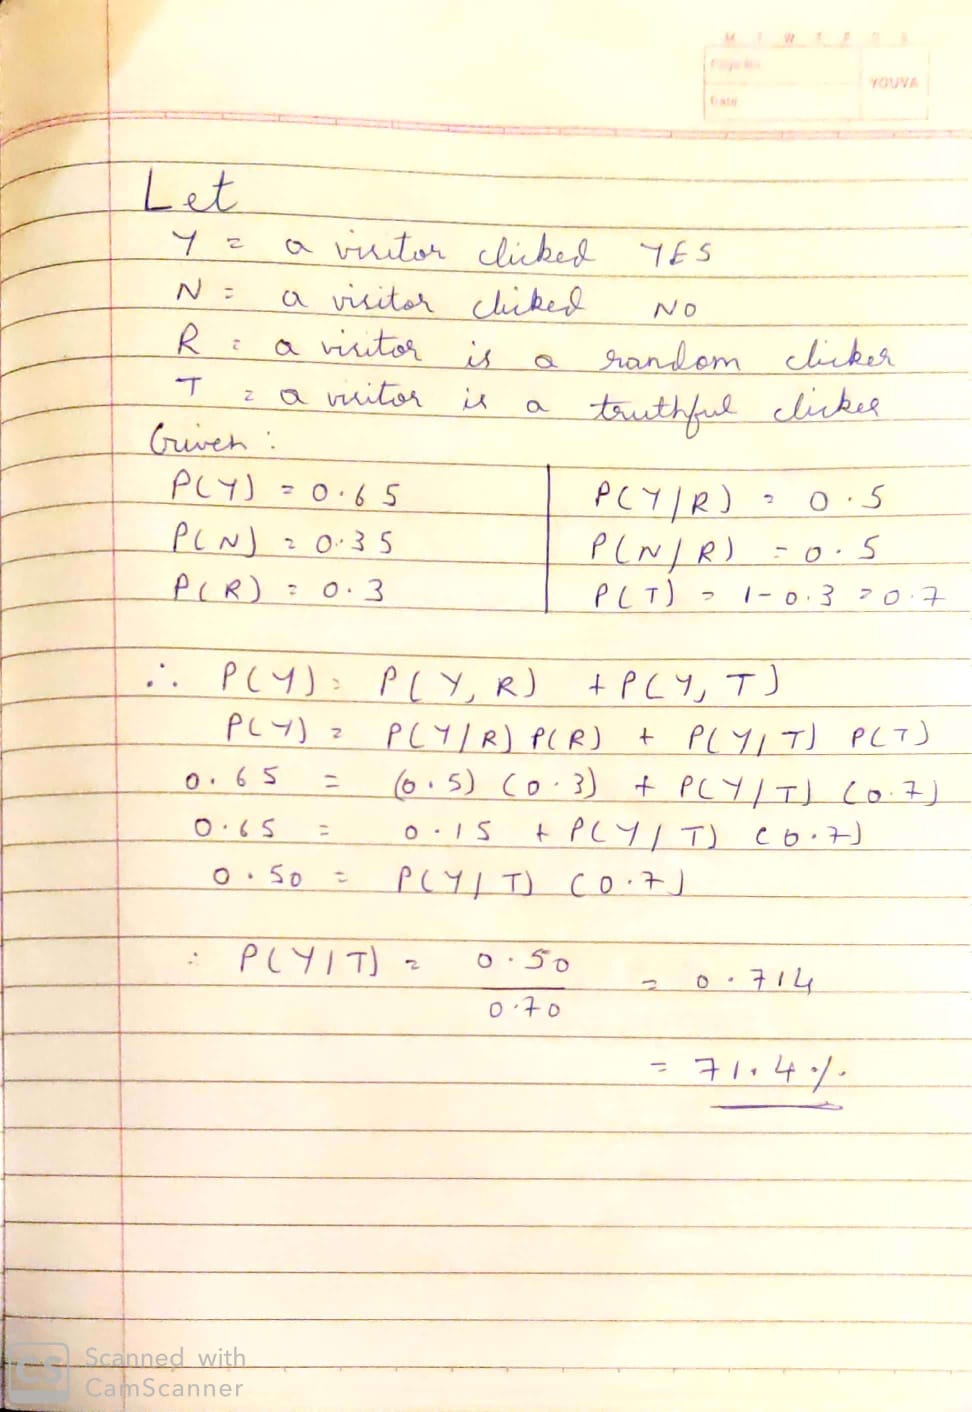 M T W T F S S
Page No.
YOUVA
Date
Let
Y = a visitor clicked YES
N = a visitor clicked NO
R = a visitor is a random clicker
T = a visitor is a truthful clicker
Given :
P(Y) = 0.65
P(N) = 0.35
P(R) = 0.3
P(Y/R) = 0.5
P(N/R) = 0.5
P(T) = 1-0.3 = 0.7
∴ P(Y) = P(Y, R) + P(Y, T)
P(Y) = P(Y/R) P(R) + P(Y/T) P(T)
0.65 = (0.5) (0.3) + P(Y/T) (0.7)
0.65 = 0.15 + P(Y/T) (0.7)
0.50 = P(Y/T) (0.7)
∴ P(Y/T) = 0.50 / 0.70 = 0.714
= 71.4%
CS Scanned with
CamScanner